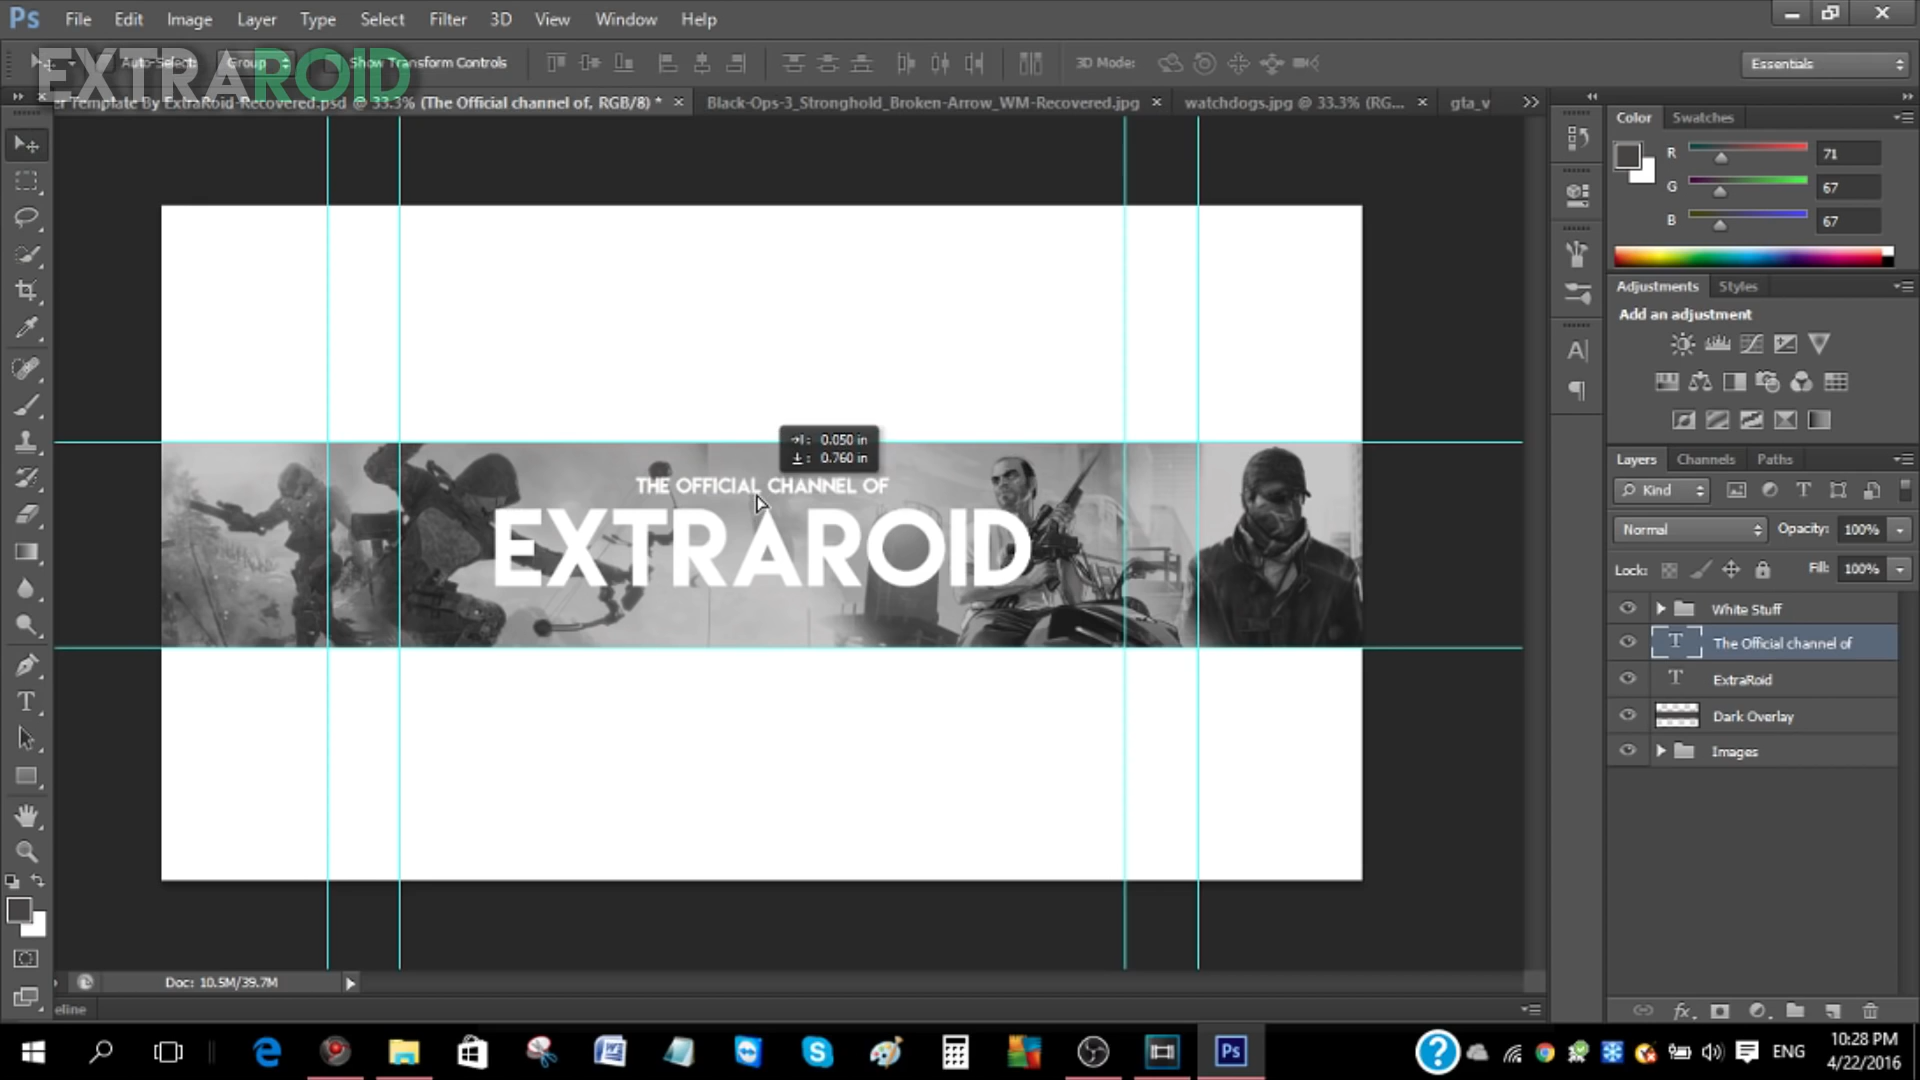 Ps File Edit Image Layer Type Select Filter 3D View Window Help
EXTRAROID
Auto-Select: Group Show Transform Controls 3D Mode: Essentials
er Template By ExtraRoid-Recovered.psd @ 33.3% (The Official channel of, RGB/8) * × Black-Ops-3_Stronghold_Broken-Arrow_WM-Recovered.jpg × watchdogs.jpg @ 33.3% (RG... × gta_v
Color Swatches
R 71
G 67
B 67
Adjustments Styles
Add an adjustment
→|: 0.050 in
0.760 in
THE OFFICIAL CHANNEL OF
EXTRAROID
Layers Channels Paths
Kind
Normal Opacity: 100%
Lock: Fill: 100%
White Stuff
The Official channel of
ExtraRoid
Dark Overlay
Images
Doc: 10.5M/39.7M
eline
ENG
10:28 PM
4/22/2016